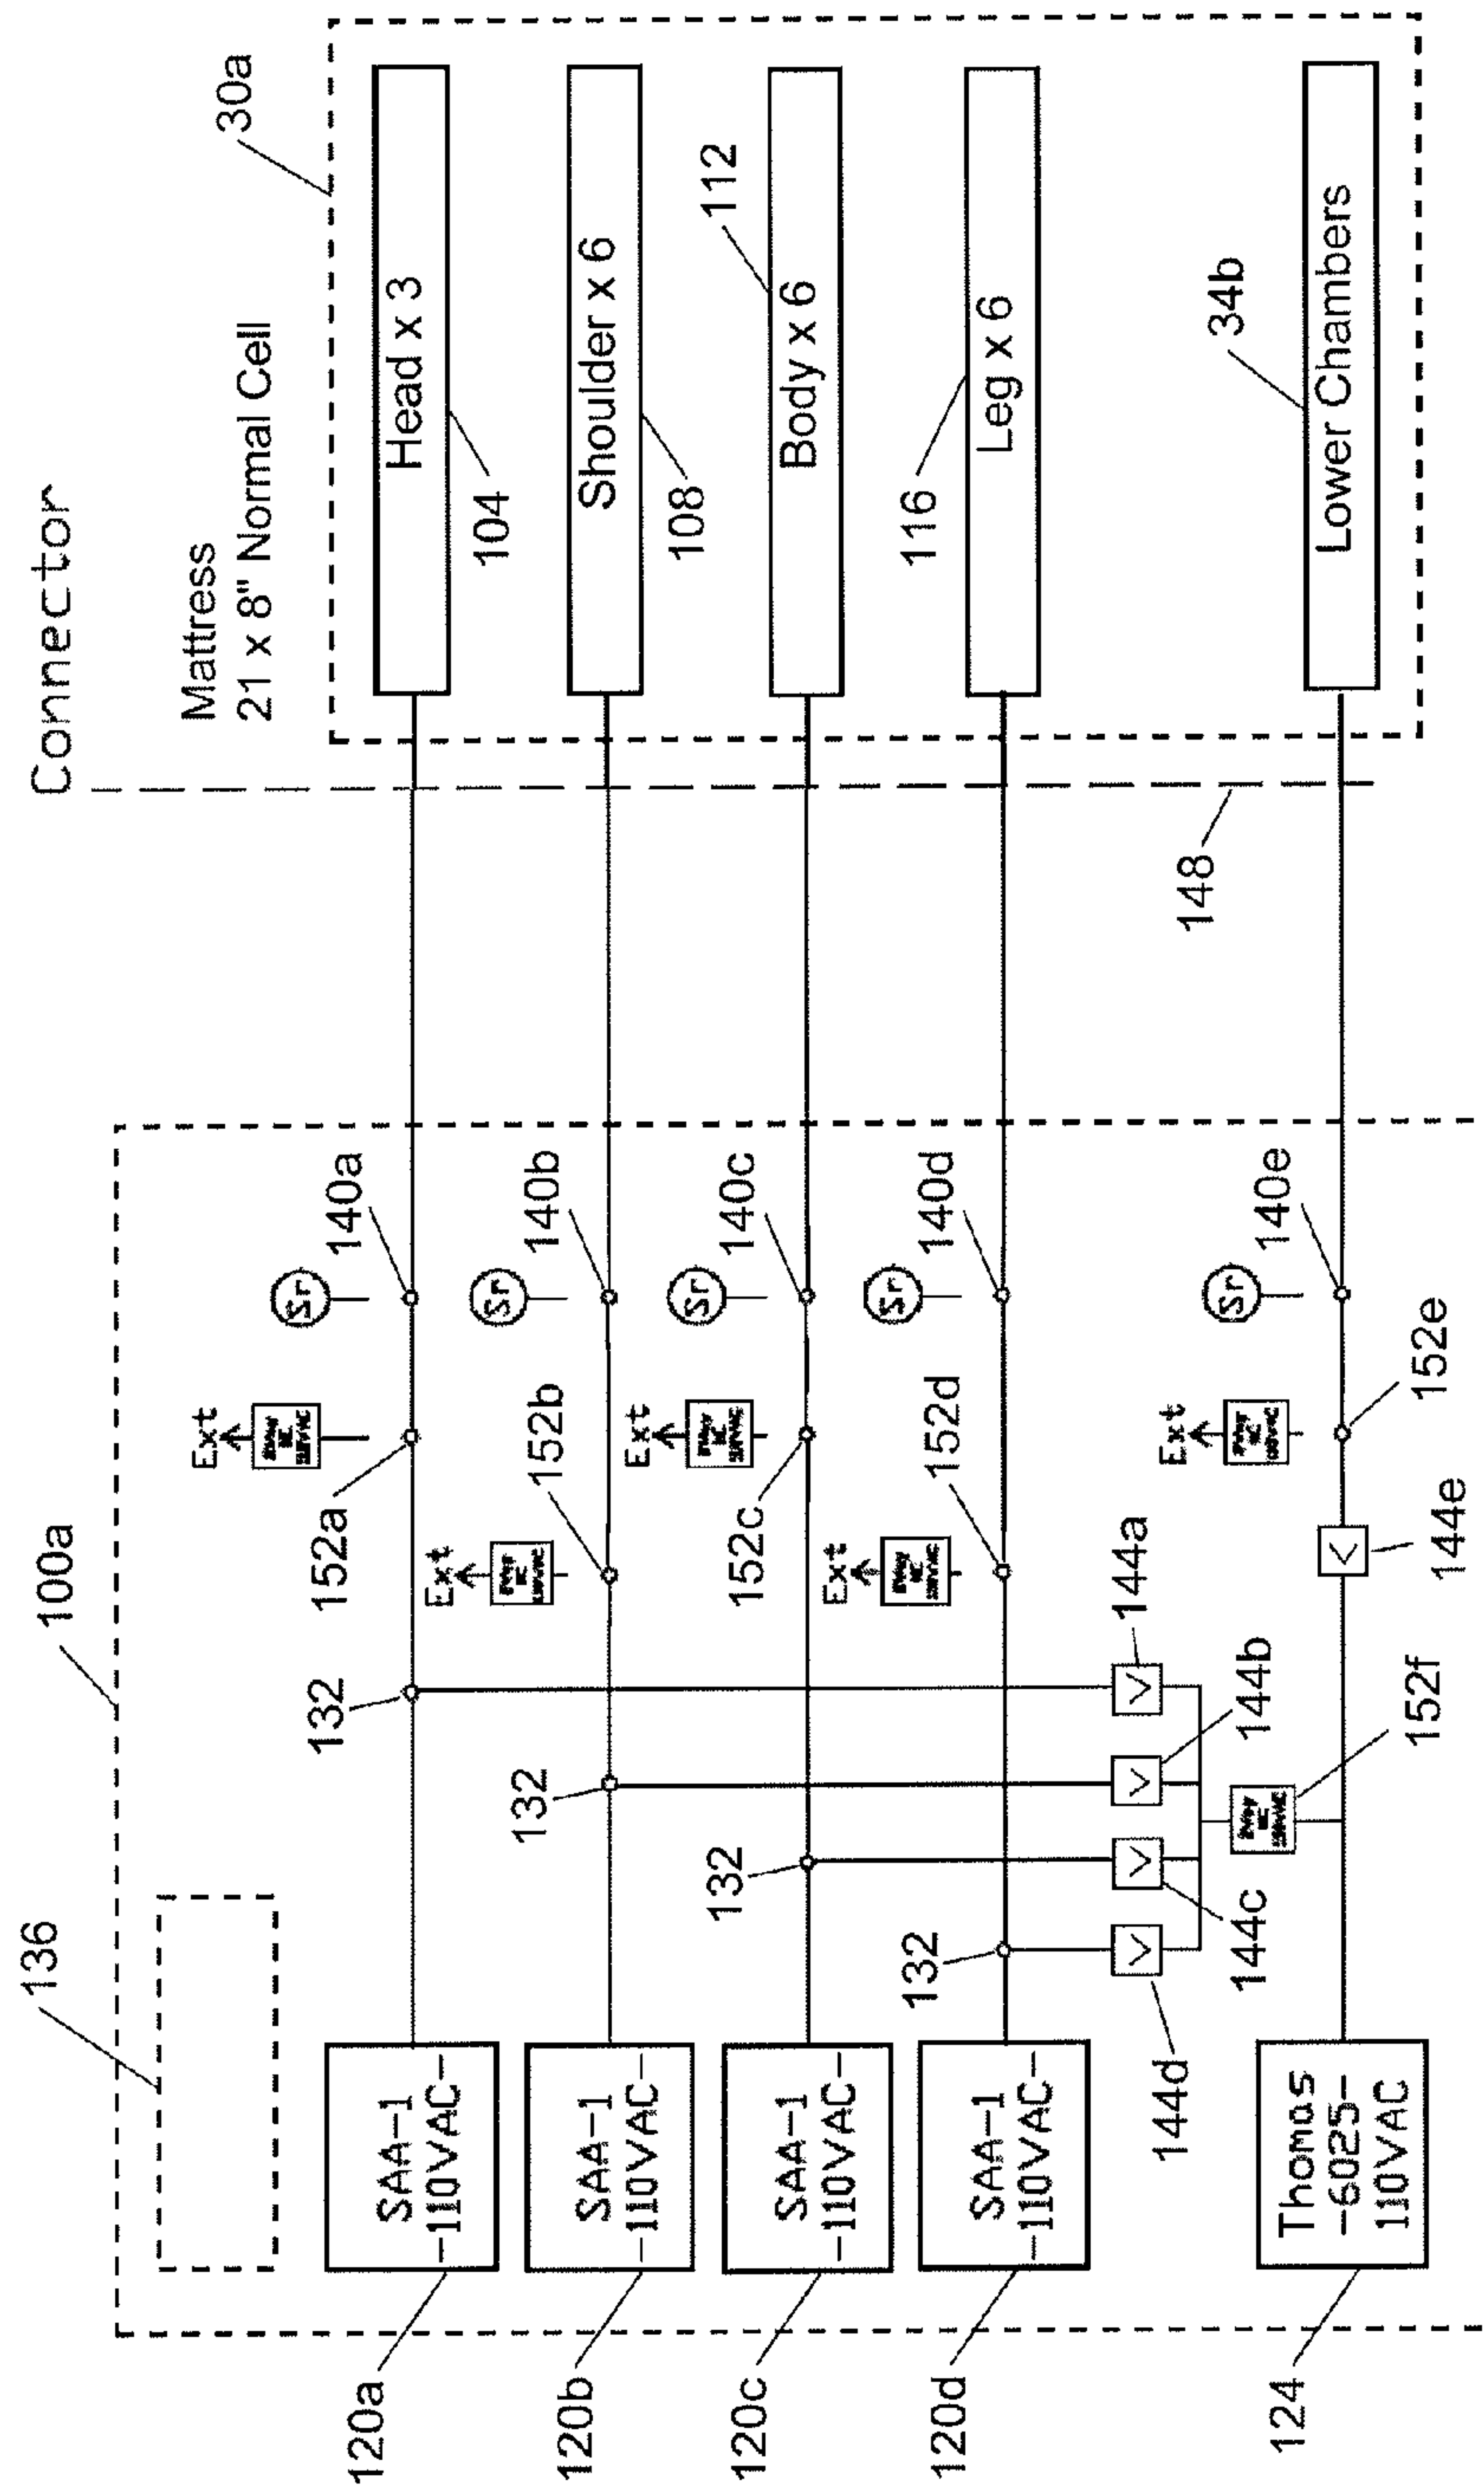 Connector
Mattress
21 x 8" Normal Cell
30a
Head x 3
104
Shoulder x 6
108
Body x 6
112
Leg x 6
116
Lower Chambers
34b
148
100a
136
Ext
Sr
140a
152a
132
Ext
Sr
140b
152b
132
Ext
Sr
140c
152c
132
Ext
Sr
140d
152d
132
Ext
Sr
140e
152e
144a
144b
144c
144d
144e
152f
SAA-1
-110VAC-
120a
SAA-1
-110VAC-
120b
SAA-1
-110VAC-
120c
SAA-1
-110VAC-
120d
Thomas
-6025-
110VAC
124